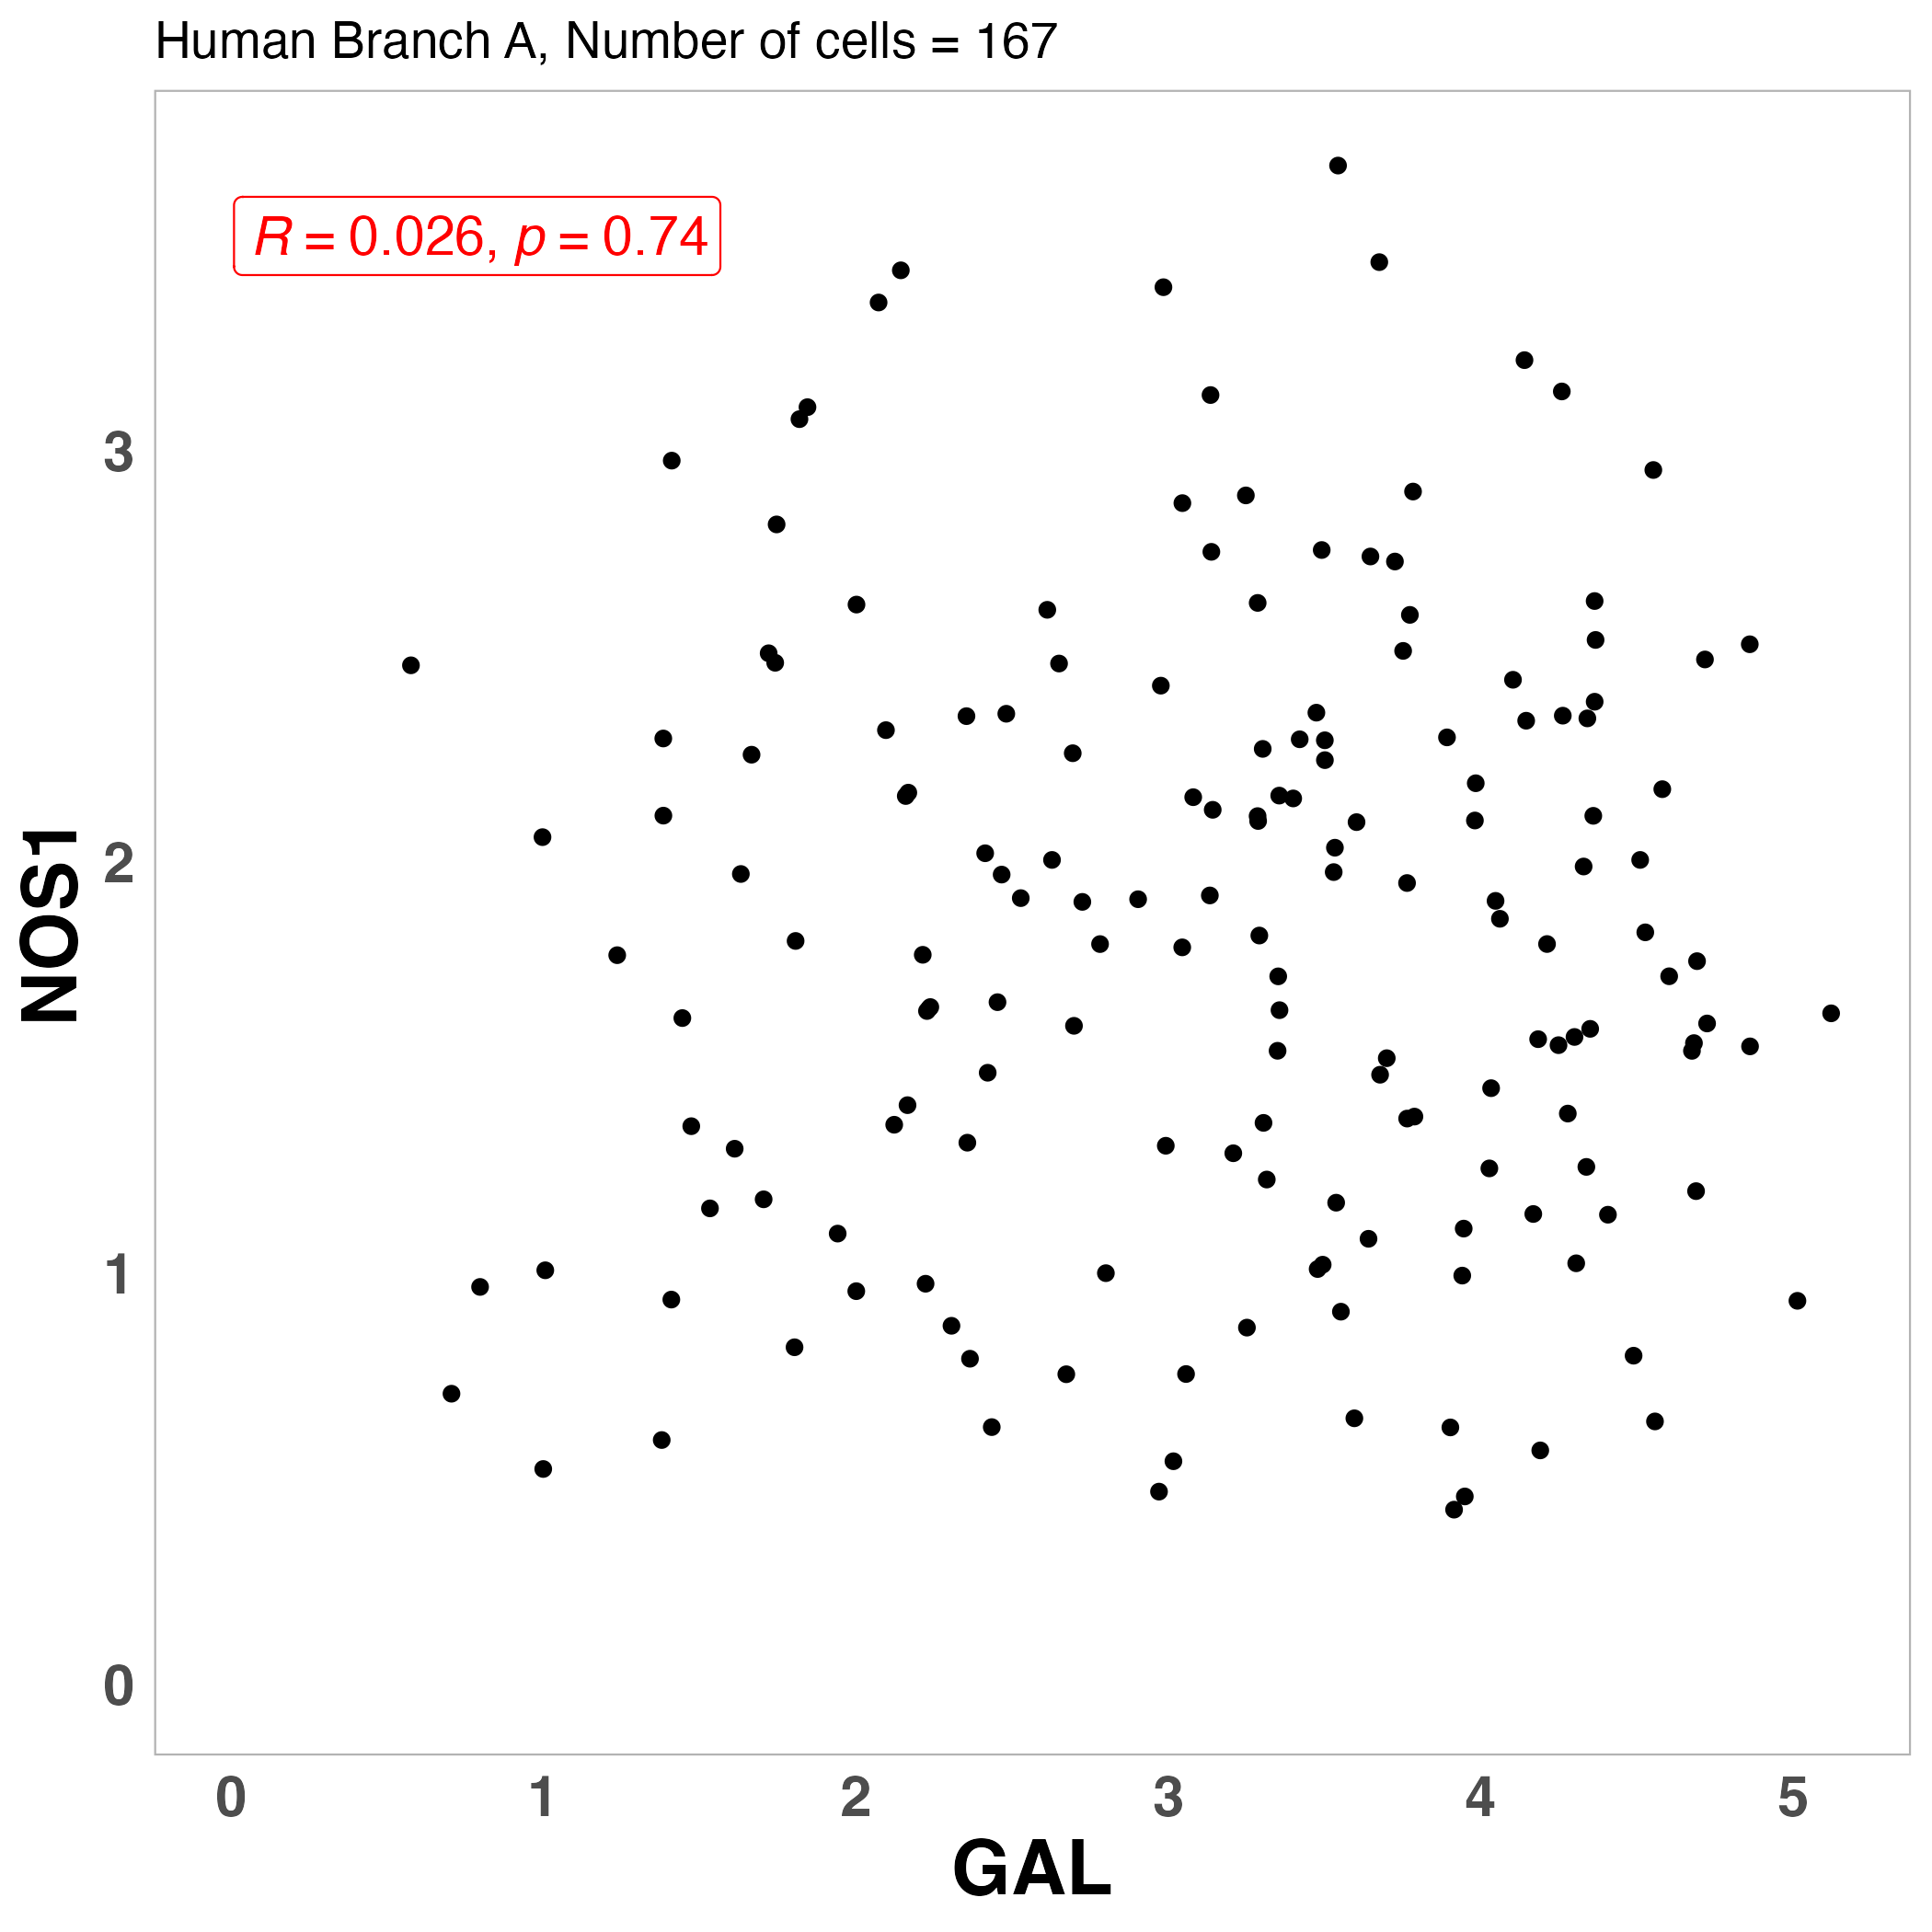 Human Branch A, Number of cells = 167
R = 0.026, p = 0.74
3
2
1
0
NOS1
0 1 2 3 4 5
GAL